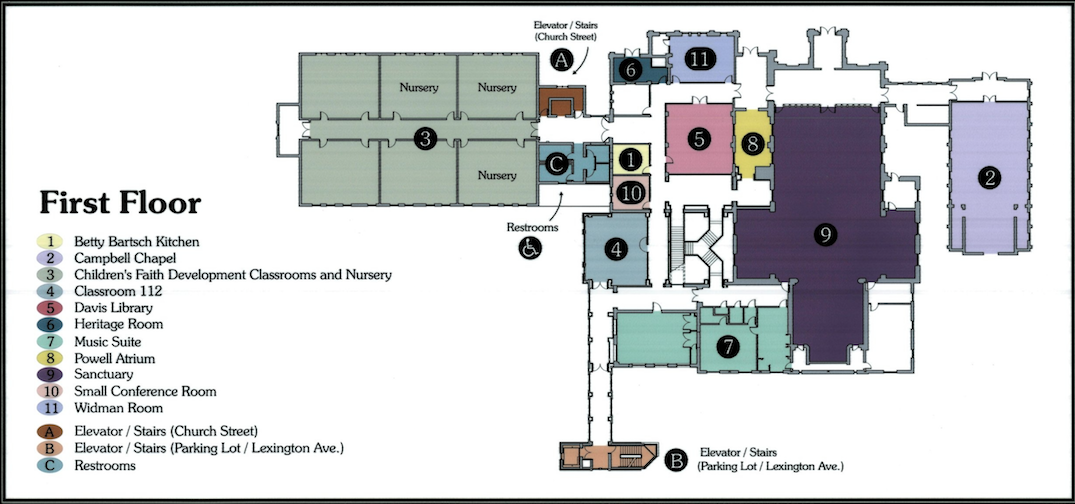 Elevator / Stairs
(Church Street)
A
6
11
Nursery
Nursery
3
5
8
C
1
2
Nursery
10
First Floor
Restrooms
9
4
1 Betty Bartsch Kitchen
2 Campbell Chapel
3 Children's Faith Development Classrooms and Nursery
4 Classroom 112
5 Davis Library
6 Heritage Room
7 Music Suite
7
8 Powell Atrium
9 Sanctuary
10 Small Conference Room
11 Widman Room
A Elevator / Stairs (Church Street)
B Elevator / Stairs (Parking Lot / Lexington Ave.)
C Restrooms
B
Elevator / Stairs
(Parking Lot / Lexington Ave.)